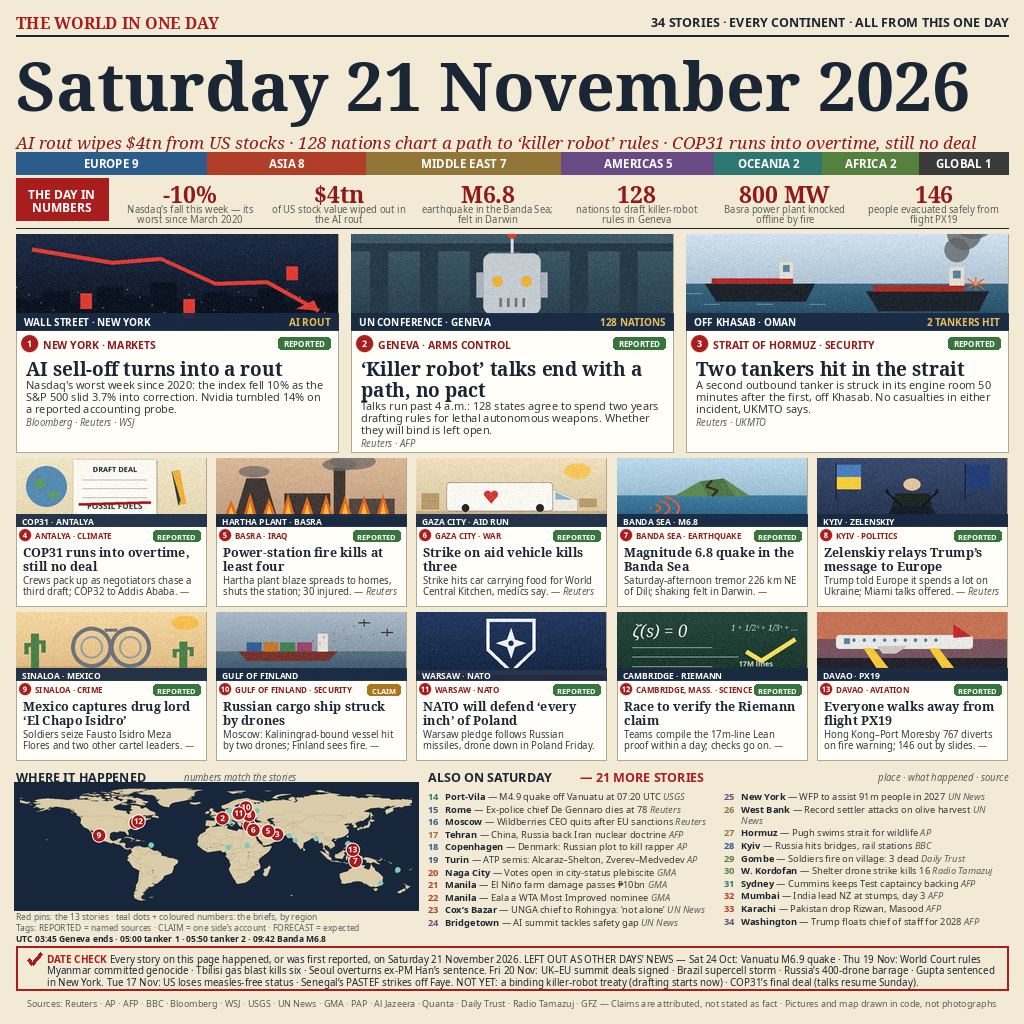 THE WORLD IN ONE DAY
34 STORIES · EVERY CONTINENT · ALL FROM THIS ONE DAY
Saturday 21 November 2026
AI rout wipes $4tn from US stocks · 128 nations chart a path to ‘killer robot’ rules · COP31 runs into overtime, still no deal
EUROPE 9
ASIA 8
MIDDLE EAST 7
AMERICAS 5
OCEANIA 2
AFRICA 2
GLOBAL 1
THE DAY IN
NUMBERS
-10%
Nasdaq's fall this week — its
worst since March 2020
$4tn
of US stock value wiped out in
the AI rout
M6.8
earthquake in the Banda Sea;
felt in Darwin
128
nations to draft killer-robot
rules in Geneva
800 MW
Basra power plant knocked
offline by fire
146
people evacuated safely from
flight PX19
WALL STREET · NEW YORK
AI ROUT
1 NEW YORK · MARKETS
REPORTED
AI sell-off turns into a rout
Nasdaq's worst week since 2020: the index fell 10% as the
S&P 500 slid 3.7% into correction. Nvidia tumbled 14% on
a reported accounting probe.
Bloomberg · Reuters · WSJ
UN CONFERENCE · GENEVA
128 NATIONS
2 GENEVA · ARMS CONTROL
REPORTED
‘Killer robot’ talks end with a
path, no pact
Talks run past 4 a.m.: 128 states agree to spend two years
drafting rules for lethal autonomous weapons. Whether
they will bind is left open.
Reuters · AFP
OFF KHASAB · OMAN
2 TANKERS HIT
3 STRAIT OF HORMUZ · SECURITY
REPORTED
Two tankers hit in the strait
A second outbound tanker is struck in its engine room 50
minutes after the first, off Khasab. No casualties in either
incident, UKMTO says.
Reuters · UKMTO
DRAFT DEAL
FOSSIL FUELS
COP31 · ANTALYA
4 ANTALYA · CLIMATE
REPORTED
COP31 runs into overtime,
still no deal
Crews pack up as negotiators chase a
third draft; COP32 to Addis Ababa. —
HARTHA PLANT · BASRA
5 BASRA · IRAQ
REPORTED
Power-station fire kills at
least four
Hartha plant blaze spreads to homes,
shuts the station; 30 injured. — Reuters
GAZA CITY · AID RUN
6 GAZA CITY · WAR
REPORTED
Strike on aid vehicle kills
three
Strike hits car carrying food for World
Central Kitchen, medics say. — Reuters
BANDA SEA · M6.8
7 BANDA SEA · EARTHQUAKE
REPORTED
Magnitude 6.8 quake in the
Banda Sea
Saturday-afternoon tremor 226 km NE
of Dili; shaking felt in Darwin. —
KYIV · ZELENSKIY
8 KYIV · POLITICS
REPORTED
Zelenskiy relays Trump’s
message to Europe
Trump told Europe it spends a lot on
Ukraine; Miami talks offered. — Reuters
SINALOA · MEXICO
9 SINALOA · CRIME
REPORTED
Mexico captures drug lord
‘El Chapo Isidro’
Soldiers seize Fausto Isidro Meza
Flores and two other cartel leaders. —
GULF OF FINLAND
10 GULF OF FINLAND · SECURITY
CLAIM
Russian cargo ship struck
by drones
Moscow: Kaliningrad-bound vessel hit
by two drones; Finland sees fire. —
WARSAW · NATO
11 WARSAW · NATO
REPORTED
NATO will defend ‘every
inch’ of Poland
Warsaw pledge follows Russian
missiles, drone down in Poland Friday.
ζ(s) = 0
1 + 1/2ˢ + 1/3ˢ + ...
17M lines
CAMBRIDGE · RIEMANN
12 CAMBRIDGE, MASS. · SCIENCE
REPORTED
Race to verify the Riemann
claim
Teams compile the 17m-line Lean
proof within a day; checks go on. —
DAVAO · PX19
13 DAVAO · AVIATION
REPORTED
Everyone walks away from
flight PX19
Hong Kong–Port Moresby 767 diverts
on fire warning; 146 out by slides. —
WHERE IT HAPPENED
numbers match the stories
9
12
2
11
10
8
6
5
3
13
7
Red pins: the 13 stories · teal dots + coloured numbers: the briefs, by region
Tags: REPORTED = named sources · CLAIM = one side's account · FORECAST = expected
UTC 03:45 Geneva ends · 05:00 tanker 1 · 05:50 tanker 2 · 09:42 Banda M6.8
ALSO ON SATURDAY — 21 MORE STORIES
place · what happened · source
14 Port-Vila — M4.9 quake off Vanuatu at 07:20 UTC USGS
15 Rome — Ex-police chief De Gennaro dies at 78 Reuters
16 Moscow — Wildberries CEO quits after EU sanctions Reuters
17 Tehran — China, Russia back Iran nuclear doctrine AFP
18 Copenhagen — Denmark: Russian plot to kill rapper AP
19 Turin — ATP semis: Alcaraz–Shelton, Zverev–Medvedev AP
20 Naga City — Votes open in city-status plebiscite GMA
21 Manila — El Niño farm damage passes ₱10bn GMA
22 Manila — Eala a WTA Most Improved nominee GMA
23 Cox's Bazar — UNGA chief to Rohingya: 'not alone' UN News
24 Bridgetown — AI summit tackles safety gap UN News
25 New York — WFP to assist 91m people in 2027 UN News
26 West Bank — Record settler attacks on olive harvest UN
News
27 Hormuz — Pugh swims strait for wildlife AP
28 Kyiv — Russia hits bridges, rail stations BBC
29 Gombe — Soldiers fire on village: 3 dead Daily Trust
30 W. Kordofan — Shelter drone strike kills 16 Radio Tamazuj
31 Sydney — Cummins keeps Test captaincy backing AFP
32 Mumbai — India lead NZ at stumps, day 3 AFP
33 Karachi — Pakistan drop Rizwan, Masood AFP
34 Washington — Trump floats chief of staff for 2028 AFP
DATE CHECK Every story on this page happened, or was first reported, on Saturday 21 November 2026. LEFT OUT AS OTHER DAYS’ NEWS — Sat 24 Oct: Vanuatu M6.9 quake · Thu 19 Nov: World Court rules
Myanmar committed genocide · Tbilisi gas blast kills six · Seoul overturns ex-PM Han’s sentence. Fri 20 Nov: UK–EU summit deals signed · Brazil supercell storm · Russia’s 400-drone barrage · Gupta sentenced
in New York. Tue 17 Nov: US loses measles-free status · Senegal’s PASTEF strikes off Faye. NOT YET: a binding killer-robot treaty (drafting starts now) · COP31’s final deal (talks resume Sunday).
Sources: Reuters · AP · AFP · BBC · Bloomberg · WSJ · USGS · UN News · GMA · PAP · Al Jazeera · Quanta · Daily Trust · Radio Tamazuj · GFZ — Claims are attributed, not stated as fact · Pictures and map drawn in code, not photographs